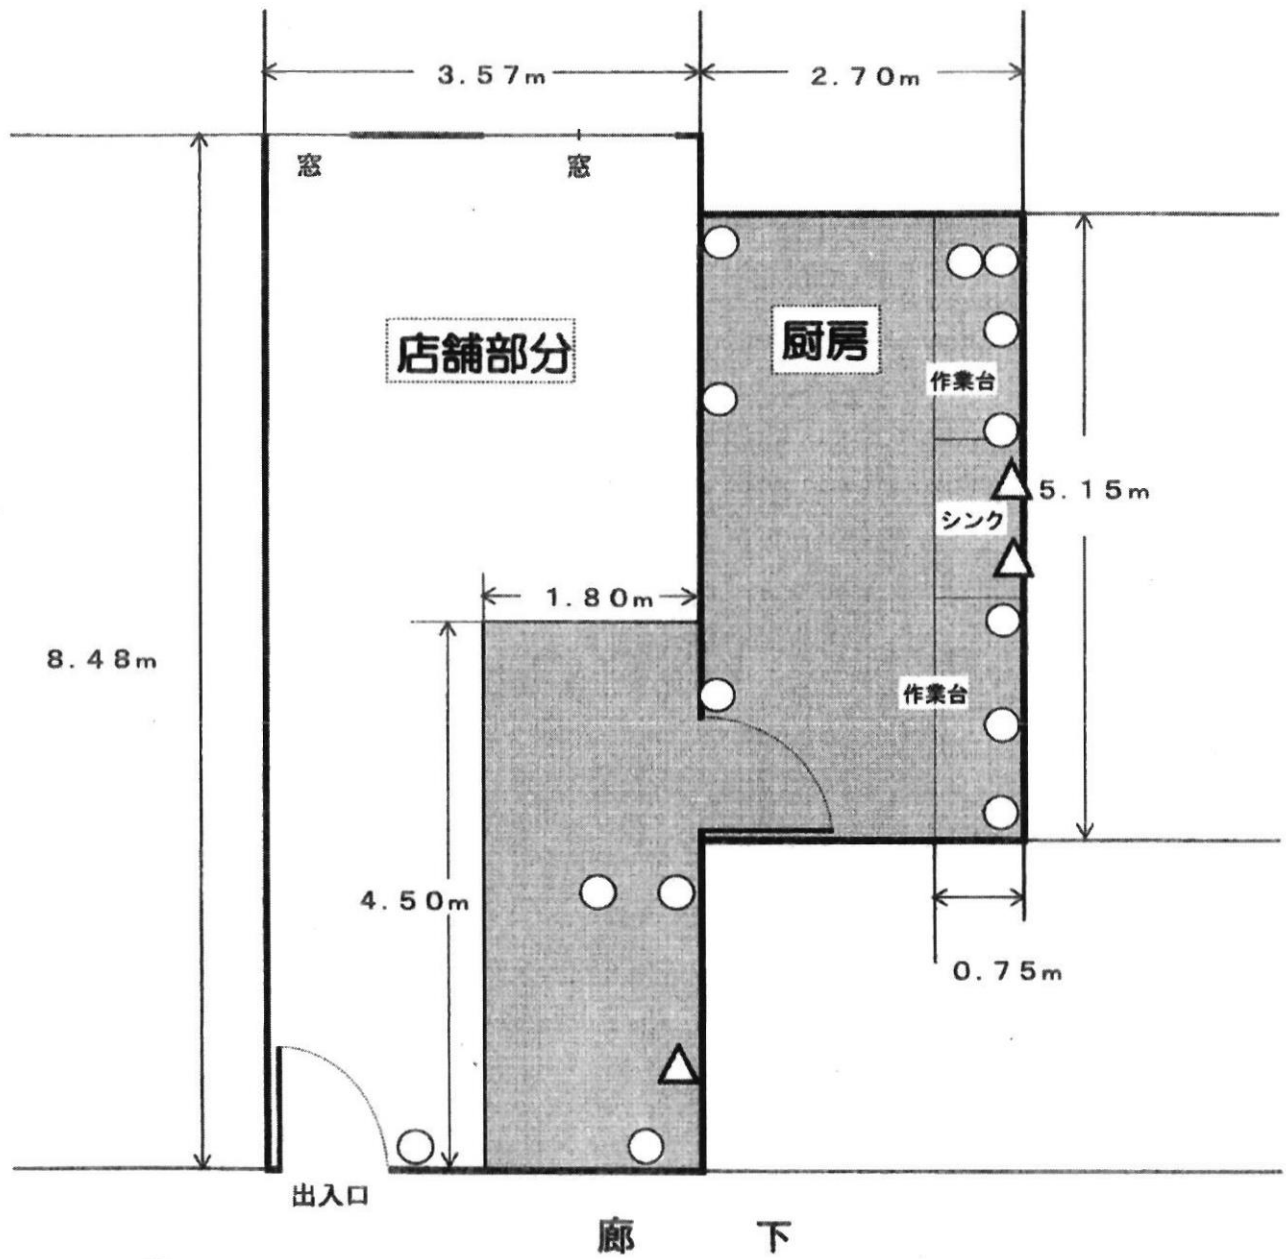 3.57m
2.70m
窓
窓
店舗部分
厨房
作業台
5.15m
シンク
1.80m
8.48m
作業台
4.50m
0.75m
出入口
廊 下